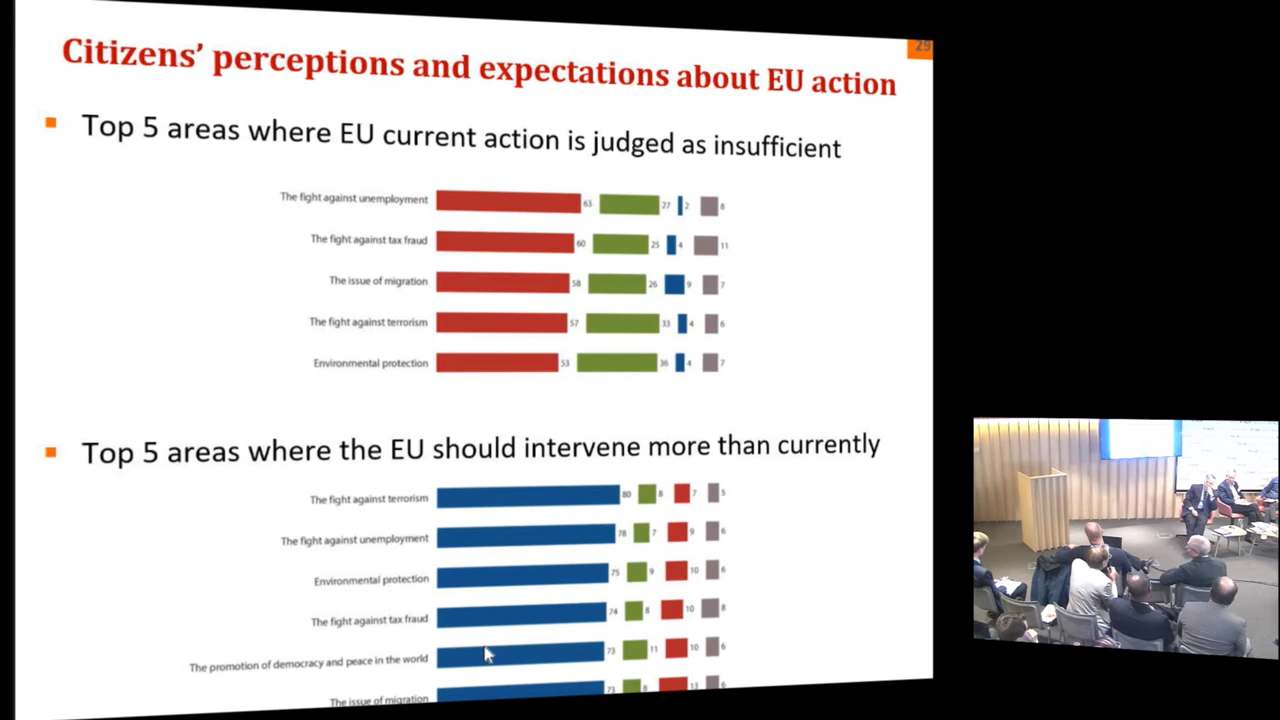 29
Citizens’ perceptions and expectations about EU action
Top 5 areas where EU current action is judged as insufficient
The fight against unemployment 63 27 2 8
The fight against tax fraud 60 25 4 11
The issue of migration 58 26 9 7
The fight against terrorism 57 33 4 6
Environmental protection 53 36 4 7
Top 5 areas where the EU should intervene more than currently
The fight against terrorism 80 8 7 5
The fight against unemployment 78 7 9 6
Environmental protection 75 9 10 6
The fight against tax fraud 74 8 10 8
The promotion of democracy and peace in the world 73 11 10 6
The issue of migration 73 8 13 6